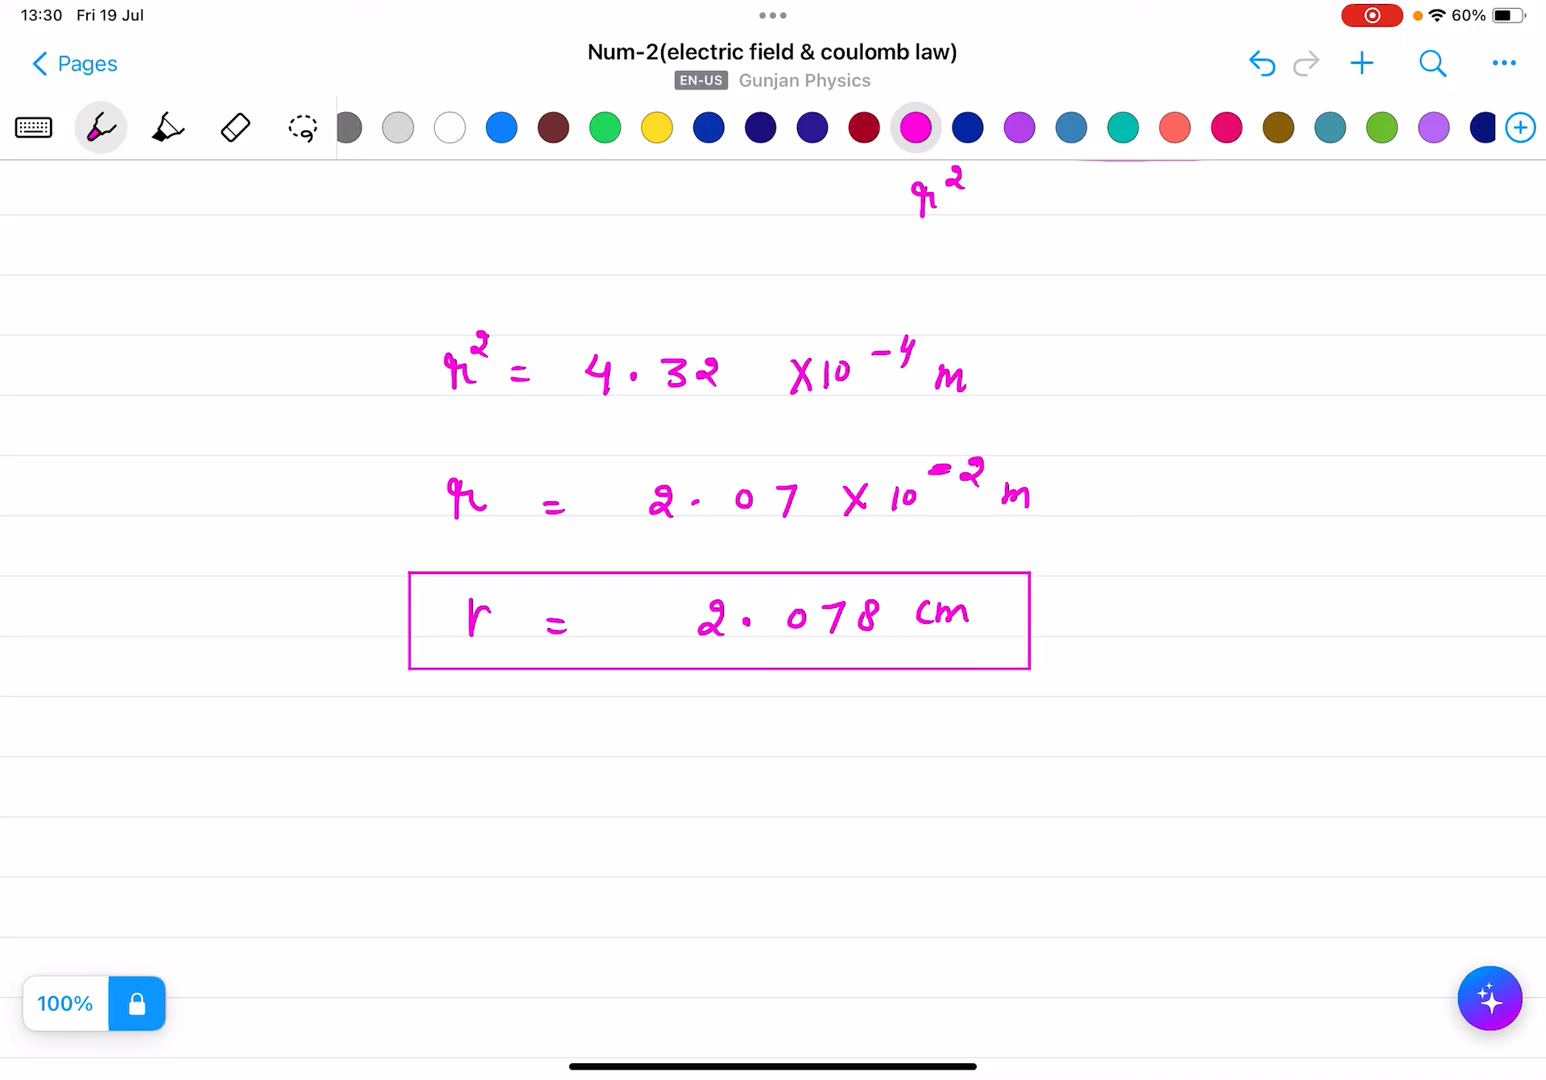 13:30 Fri 19 Jul 60%
Num-2(electric field & coulomb law)
Pages
EN-US Gunjan Physics
r²
r² = 4.32 ×10⁻⁴ m
r = 2.07 ×10⁻² m
r = 2.078 cm
100%